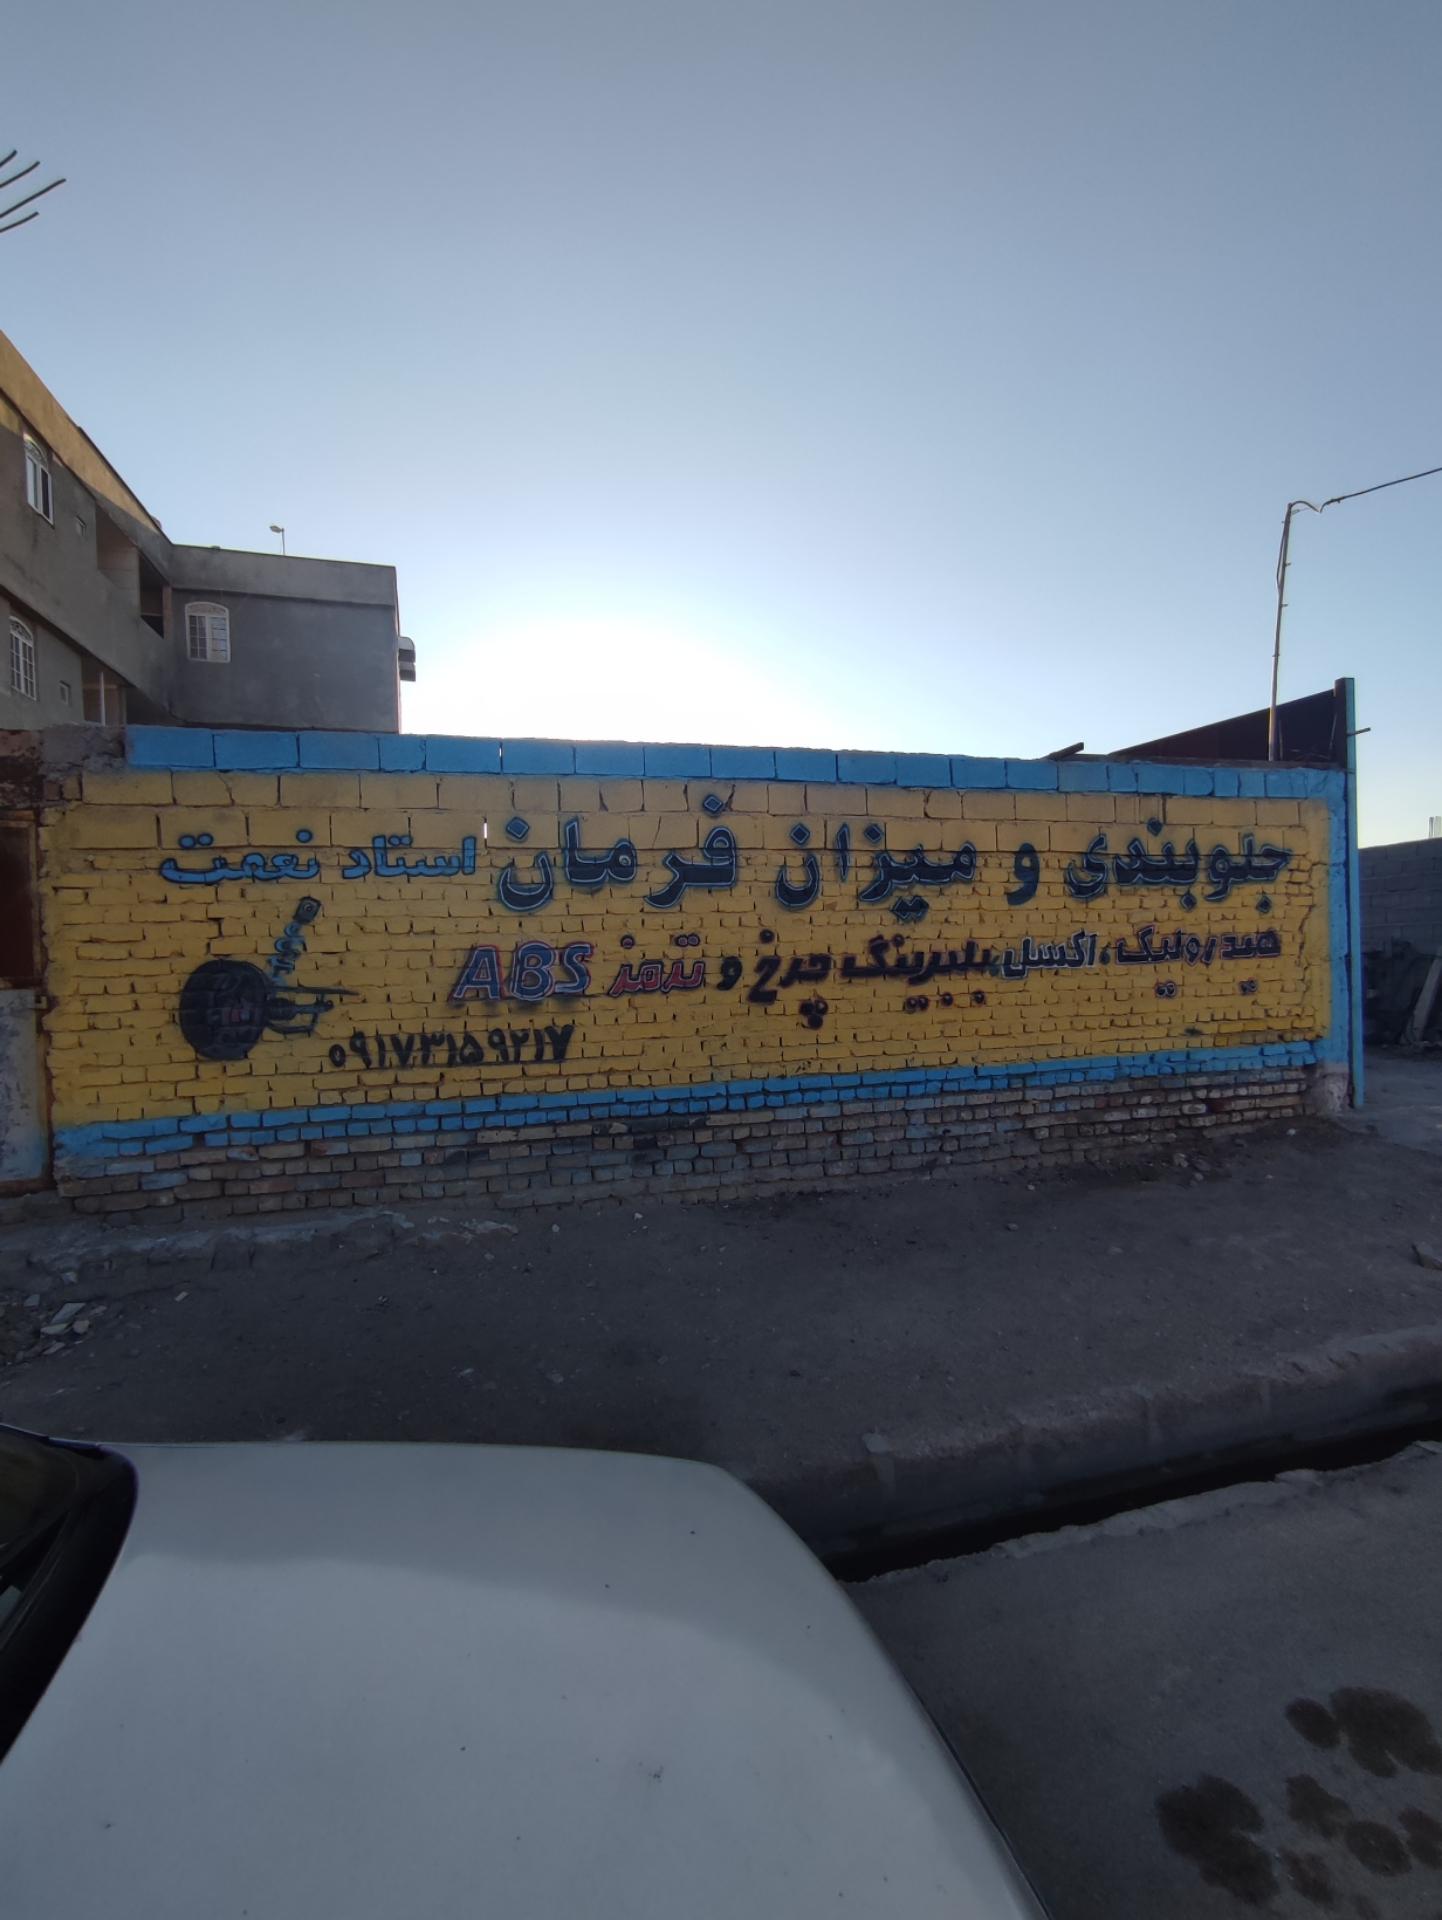 جلوبندی و میزان فرمان استاد نعمت
هیدرولیک، اکسل، بلبرینگ چرخ و ترمز ABS
۰۹۱۷۳۱۵۹۲۱۷